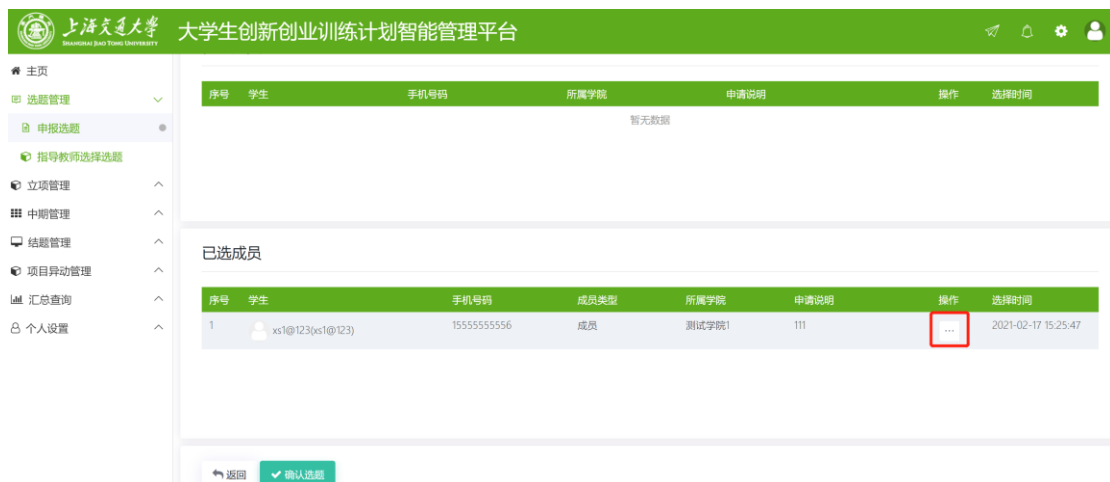 上海交通大学 大学生创新创业训练计划智能管理平台
SHANGHAI JIAO TONG UNIVERSITY
主页
选题管理
申报选题
指导教师选择选题
立项管理
中期管理
结题管理
项目异动管理
汇总查询
个人设置
序号 学生 手机号码 所属学院 申请说明 操作 选择时间
暂无数据
已选成员
序号 学生 手机号码 成员类型 所属学院 申请说明 操作 选择时间
1 xs1@123(xs1@123) 15555555556 成员 测试学院1 111 ... 2021-02-17 15:25:47
返回 确认选题